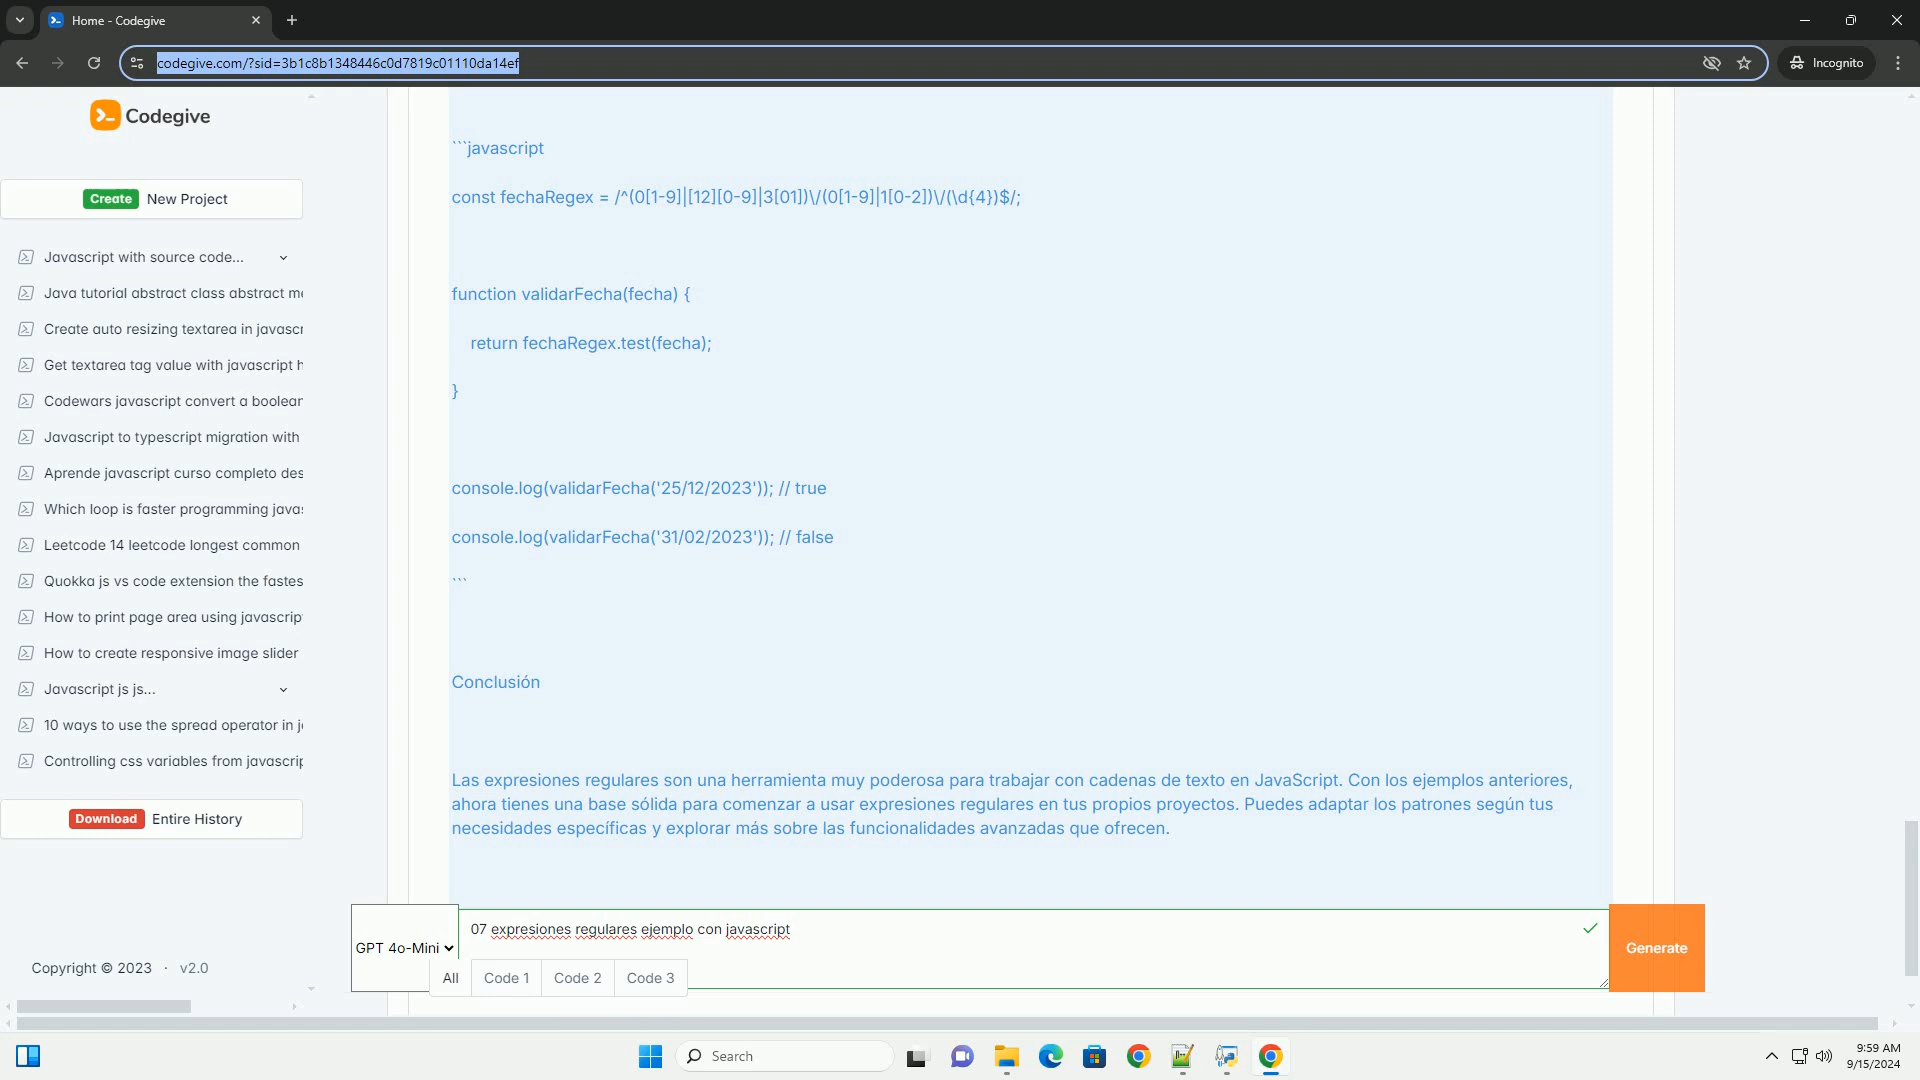 Home - Codegive
codegive.com/?sid=3b1c8b1348446c0d7819c01110da14ef
Incognito
Codegive
Create New Project
Javascript with source code...
Java tutorial abstract class abstract me
Create auto resizing textarea in javascr
Get textarea tag value with javascript h
Codewars javascript convert a boolean
Javascript to typescript migration with
Aprende javascript curso completo des
Which loop is faster programming javas
Leetcode 14 leetcode longest common
Quokka js vs code extension the fastes
How to print page area using javascrip
How to create responsive image slider
Javascript js js...
10 ways to use the spread operator in j
Controlling css variables from javascrip
Download Entire History
Copyright © 2023 · v2.0
```javascript
const fechaRegex = /^(0[1-9]|[12][0-9]|3[01])\/(0[1-9]|1[0-2])\/(\d{4})$/;
function validarFecha(fecha) {
return fechaRegex.test(fecha);
}
console.log(validarFecha('25/12/2023')); // true
console.log(validarFecha('31/02/2023')); // false
```
Conclusión
Las expresiones regulares son una herramienta muy poderosa para trabajar con cadenas de texto en JavaScript. Con los ejemplos anteriores,
ahora tienes una base sólida para comenzar a usar expresiones regulares en tus propios proyectos. Puedes adaptar los patrones según tus
necesidades específicas y explorar más sobre las funcionalidades avanzadas que ofrecen.
GPT 4o-Mini
07 expresiones regulares ejemplo con javascript
Generate
All Code 1 Code 2 Code 3
Search
9:59 AM
9/15/2024